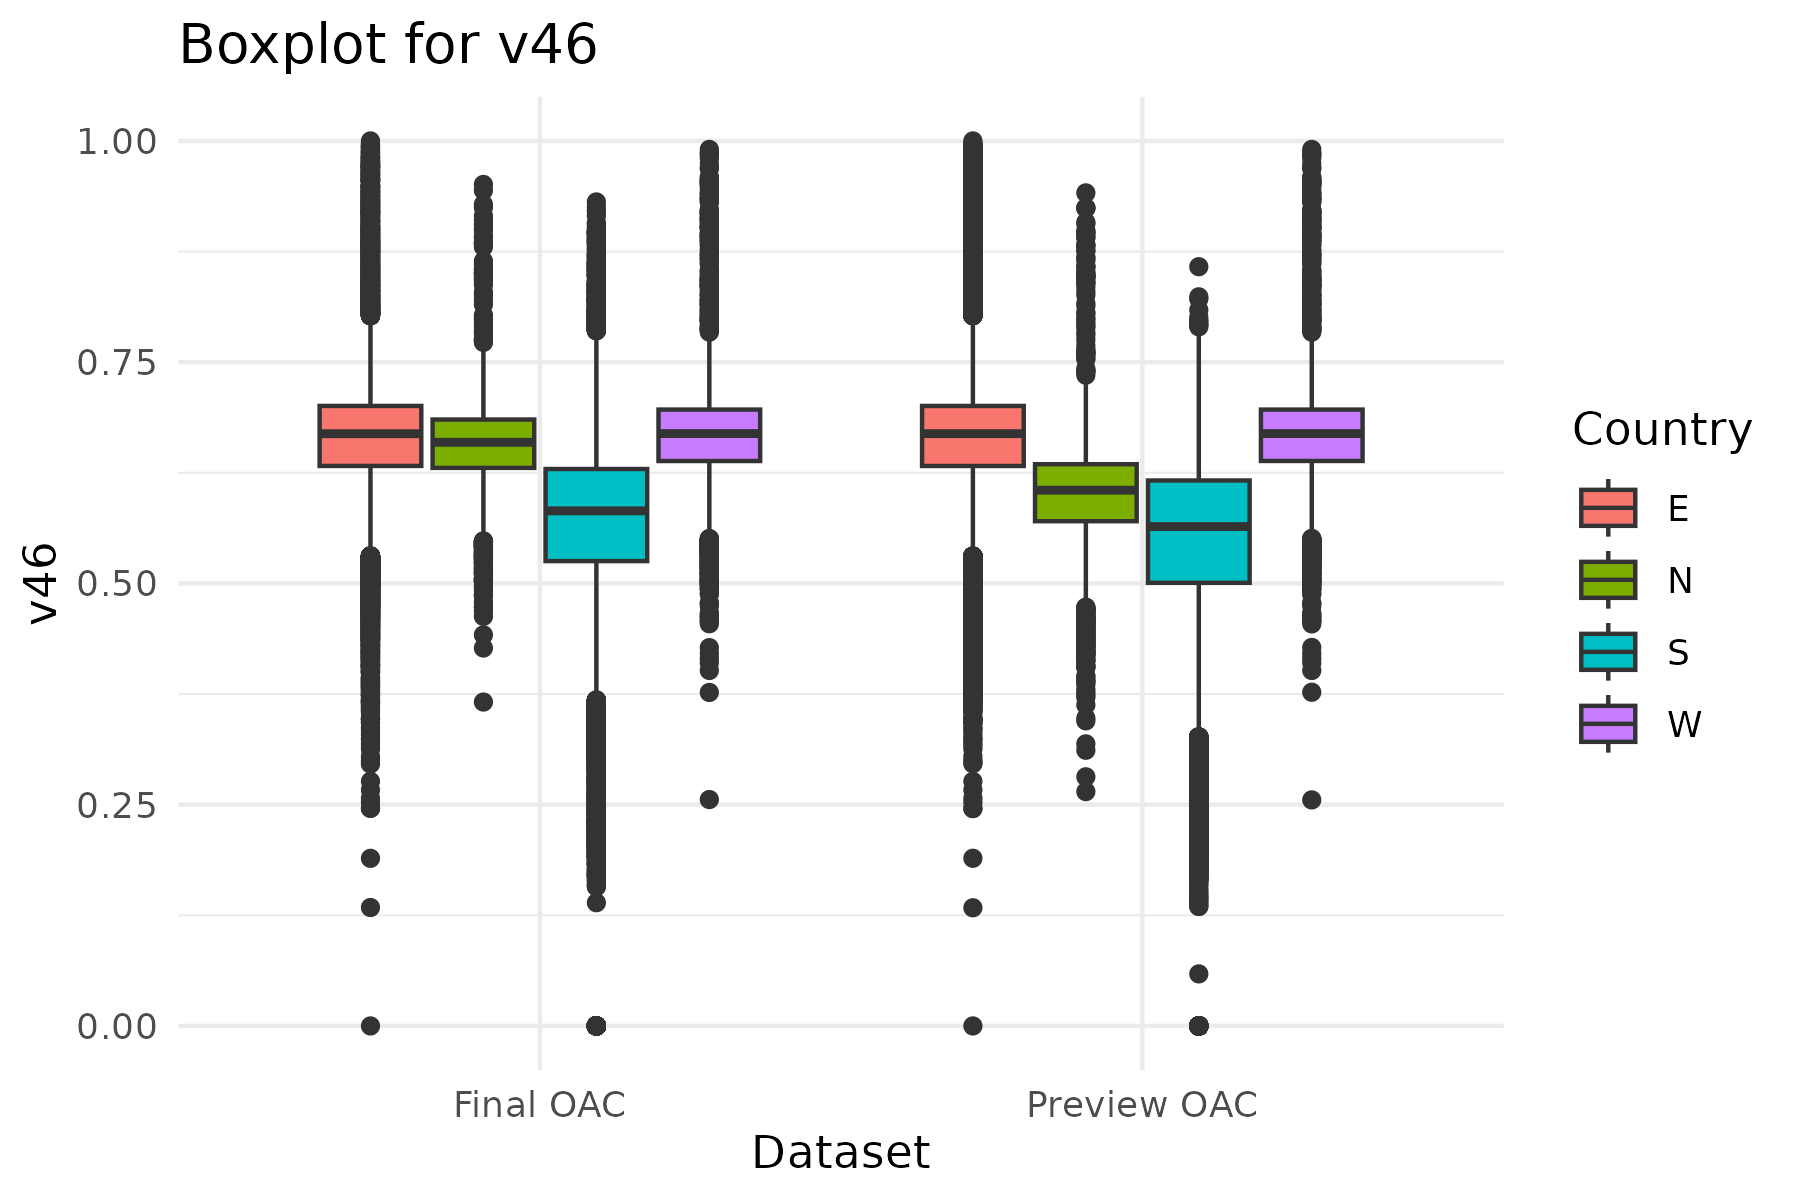 Boxplot for v46
1.00
0.75
0.50
0.25
0.00
v46
Final OAC
Preview OAC
Dataset
Country
E
N
S
W